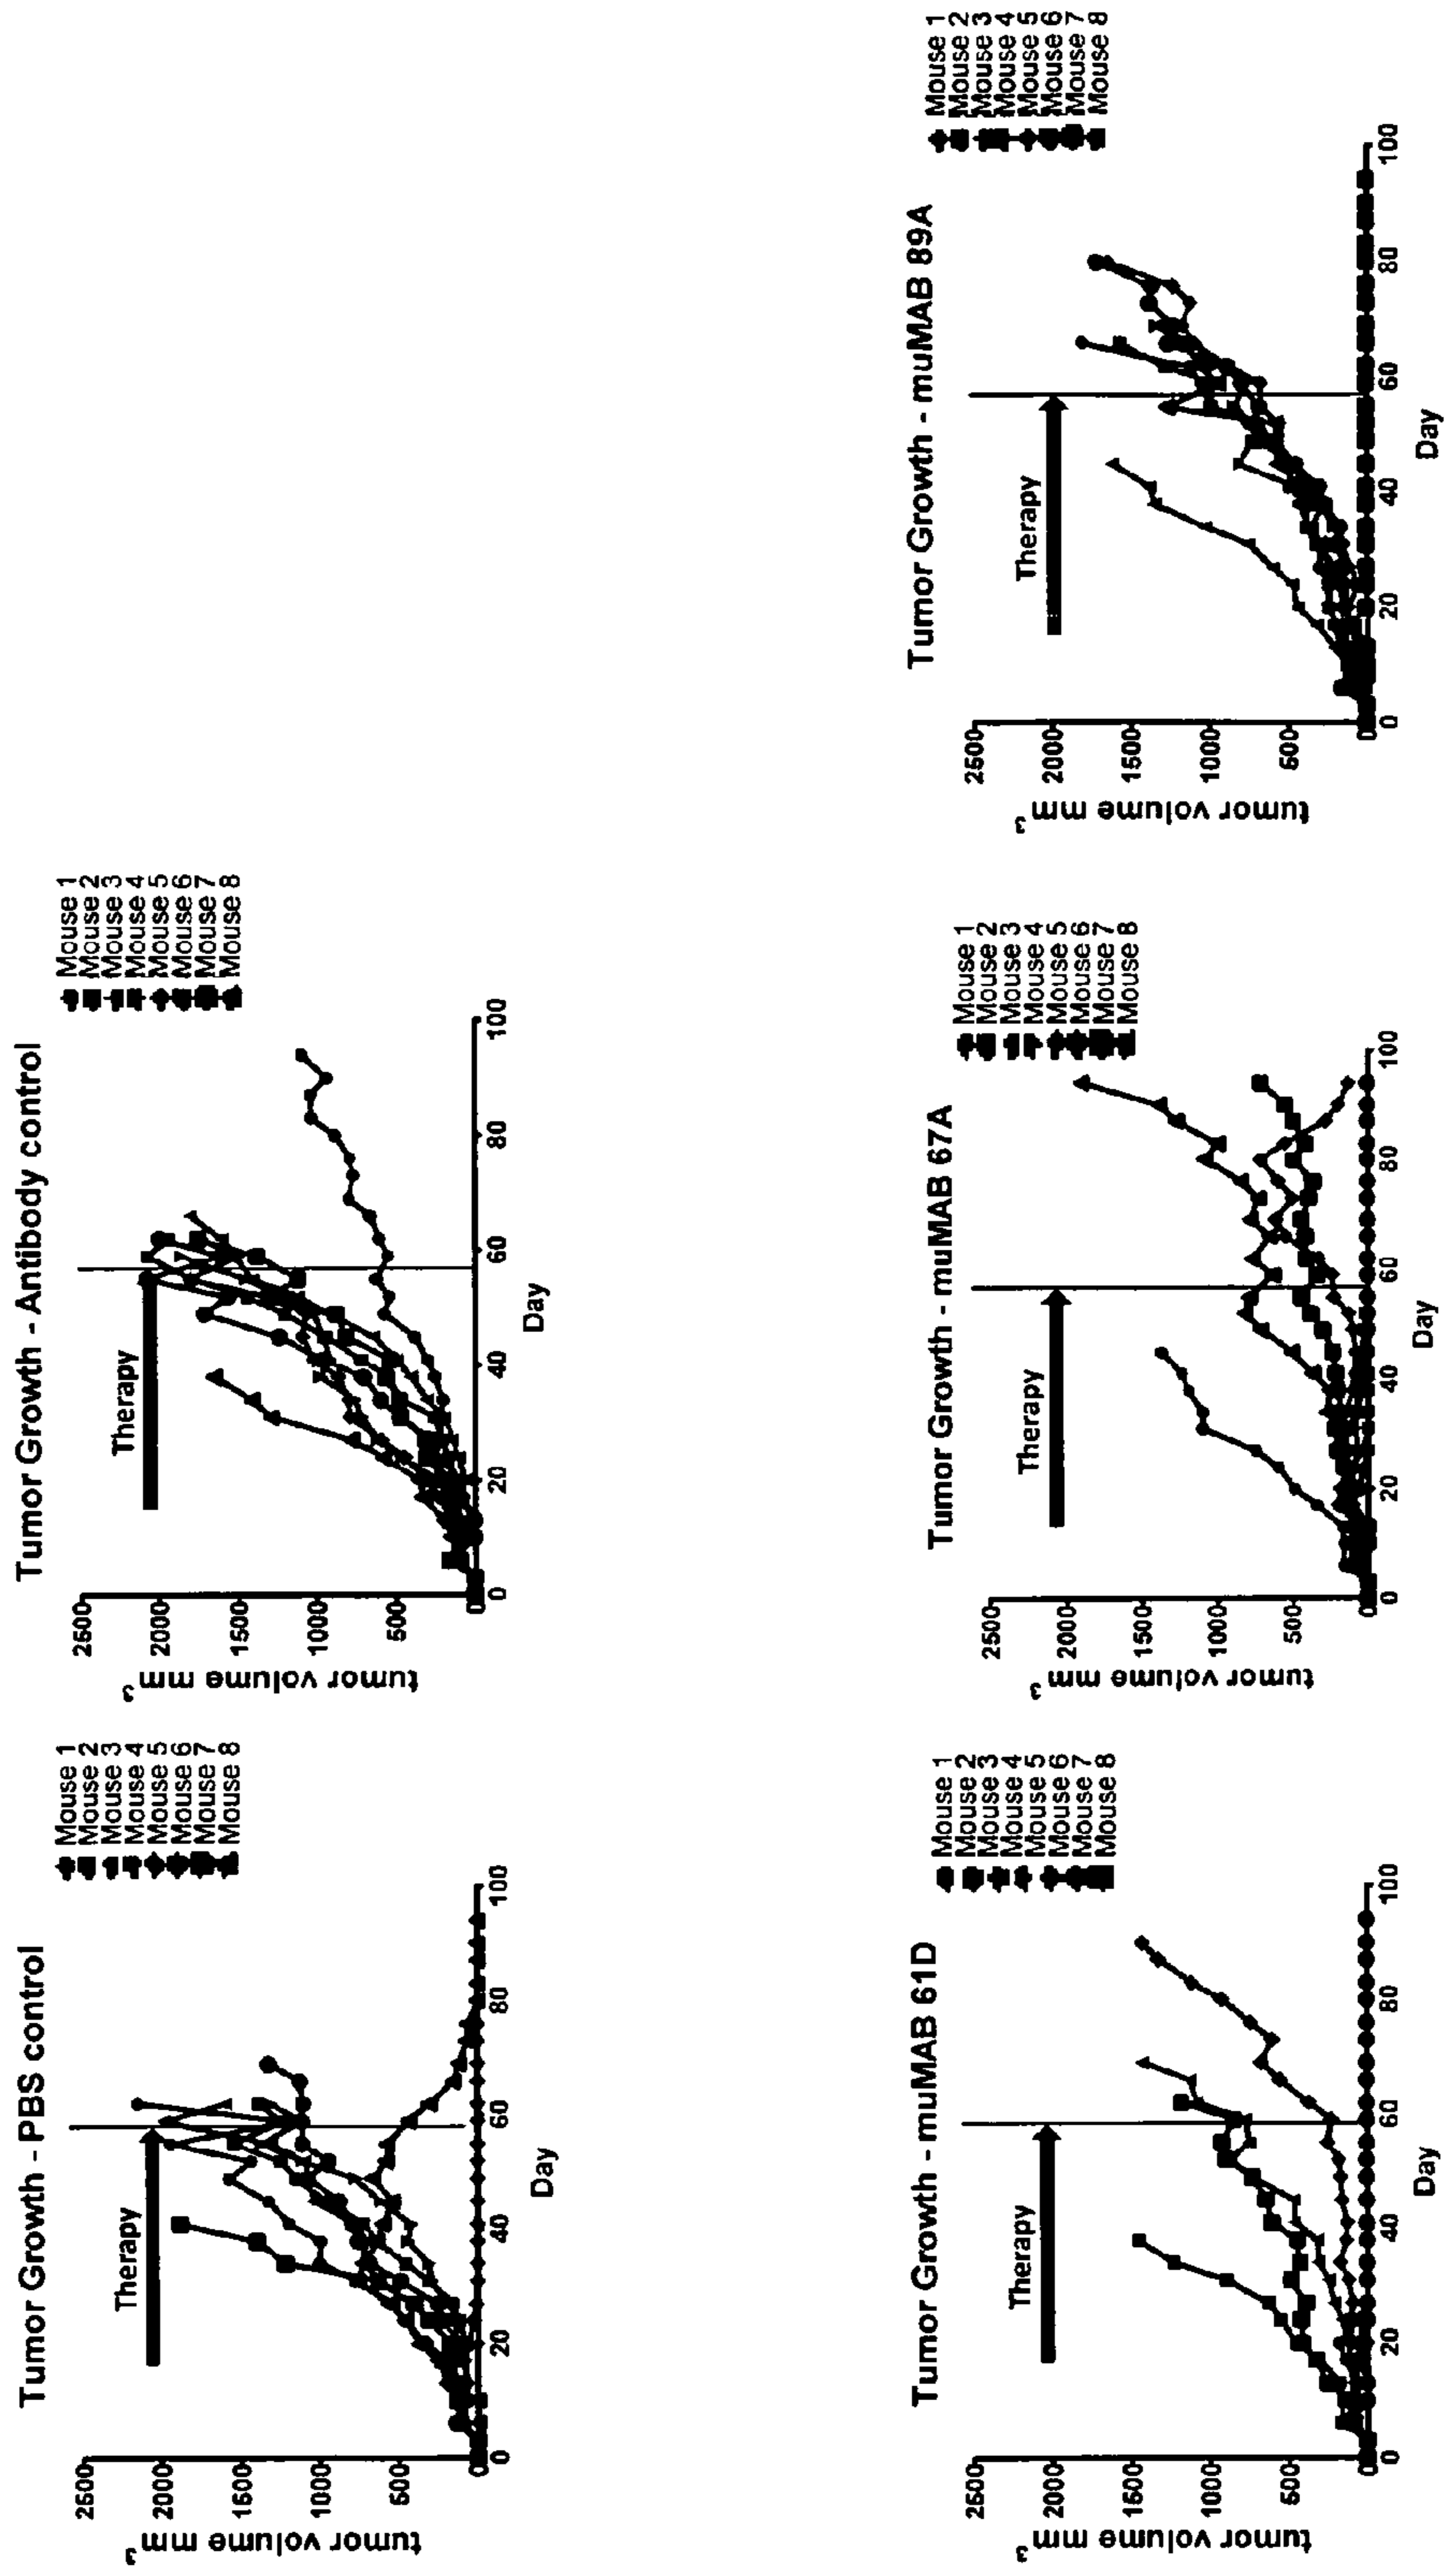 Tumor Growth - PBS control
Mouse 1
Mouse 2
Mouse 3
Mouse 4
Mouse 5
Mouse 6
Mouse 7
Mouse 8
Therapy
tumor volume mm³
2500
2000
1500
1000
500
0
0 20 40 60 80 100
Day
Tumor Growth - Antibody control
Mouse 1
Mouse 2
Mouse 3
Mouse 4
Mouse 5
Mouse 6
Mouse 7
Mouse 8
Therapy
tumor volume mm³
2500
2000
1500
1000
500
0
0 20 40 60 80 100
Day
Tumor Growth - muMAB 61D
Mouse 1
Mouse 2
Mouse 3
Mouse 4
Mouse 5
Mouse 6
Mouse 7
Mouse 8
Therapy
tumor volume mm³
2500
2000
1500
1000
500
0
0 20 40 60 80 100
Day
Tumor Growth - muMAB 67A
Mouse 1
Mouse 2
Mouse 3
Mouse 4
Mouse 5
Mouse 6
Mouse 7
Mouse 8
Therapy
tumor volume mm³
2500
2000
1500
1000
500
0
0 20 40 60 80 100
Day
Tumor Growth - muMAB 89A
Mouse 1
Mouse 2
Mouse 3
Mouse 4
Mouse 5
Mouse 6
Mouse 7
Mouse 8
Therapy
tumor volume mm³
2500
2000
1500
1000
500
0
0 20 40 60 80 100
Day